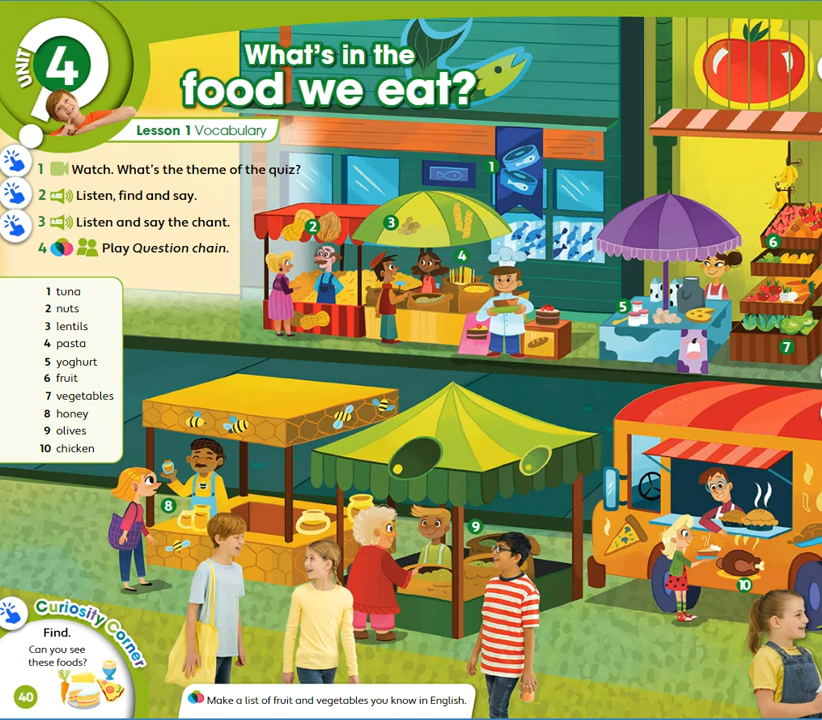 UNIT
4
What's in the
food we eat?
Lesson 1 Vocabulary
1 Watch. What's the theme of the quiz?
2 Listen, find and say.
3 Listen and say the chant.
4 Play Question chain.
1 tuna
2 nuts
3 lentils
4 pasta
5 yoghurt
6 fruit
7 vegetables
8 honey
9 olives
10 chicken
1
2
3
4
5
6
7
8
9
10
Curiosity Corner
Find.
Can you see
these foods?
40
Make a list of fruit and vegetables you know in English.